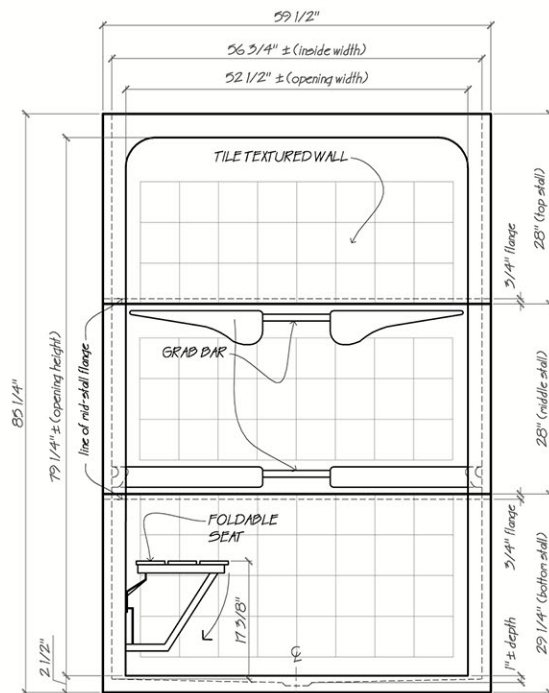 59 1/2"
56 3/4" ± (inside width)
52 1/2" ± (opening width)
TILE TEXTURED WALL
28" (top stall)
3/4" flange
GRAB BAR
85 1/4"
79 1/4" ± (opening height)
line of mid-stall flange
28" (middle stall)
3/4" flange
FOLDABLE
SEAT
17 3/8"
29 1/4" (bottom stall)
1" ± depth
2 1/2"
CL